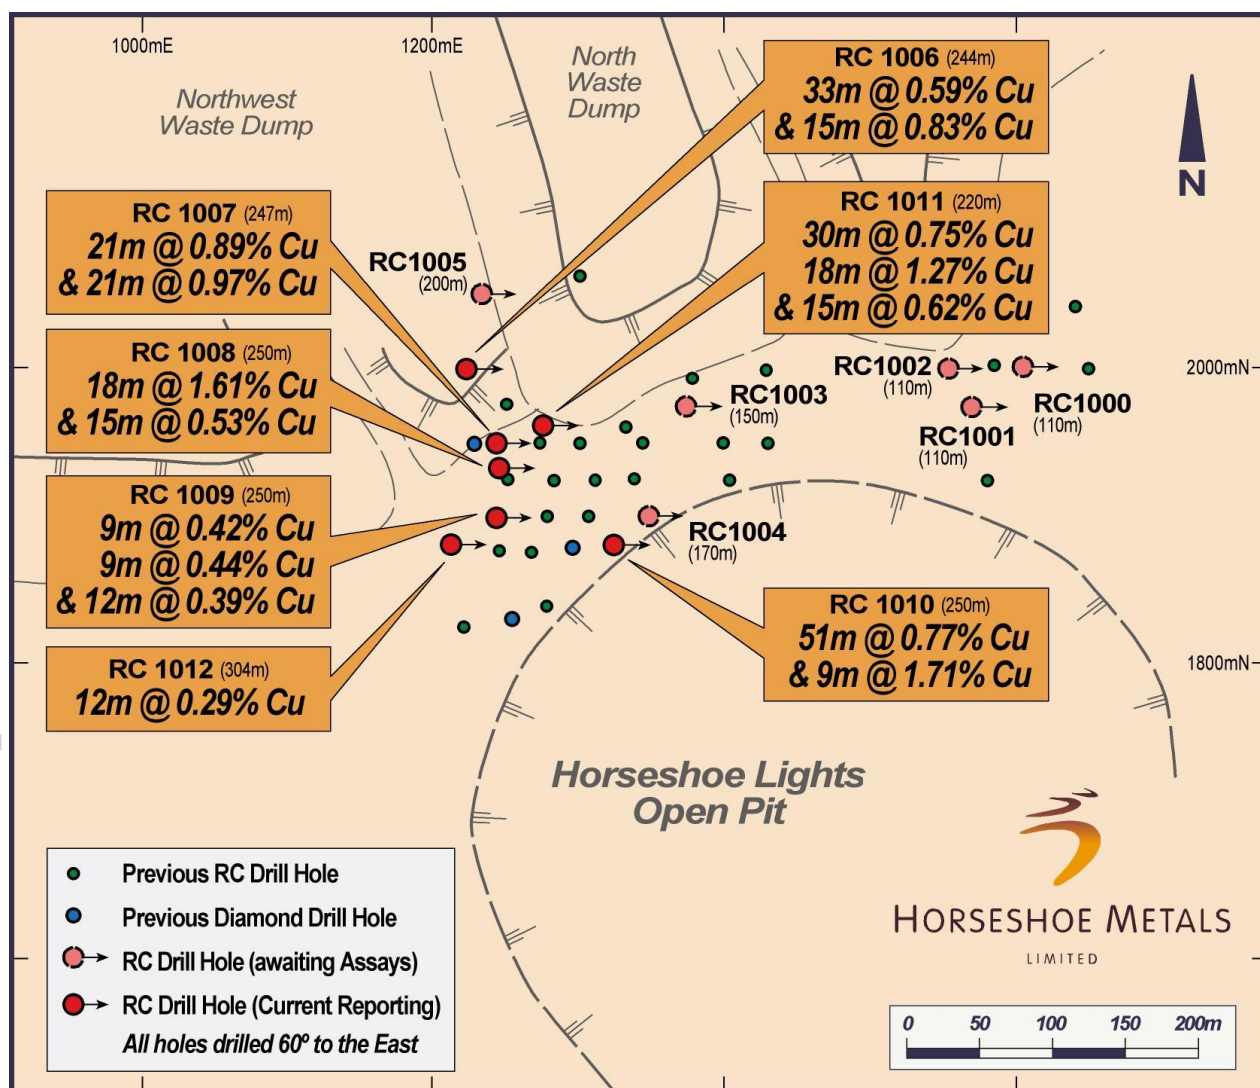 1000mE
1200mE
Northwest
Waste Dump
North
Waste
Dump
RC 1006 (244m)
33m @ 0.59% Cu
& 15m @ 0.83% Cu
N
RC 1007 (247m)
21m @ 0.89% Cu
& 21m @ 0.97% Cu
RC 1011 (220m)
30m @ 0.75% Cu
18m @ 1.27% Cu
& 15m @ 0.62% Cu
RC1005
(200m)
RC 1008 (250m)
18m @ 1.61% Cu
& 15m @ 0.53% Cu
2000mN
RC1002
(110m)
RC1003
(150m)
RC1000
(110m)
RC1001
(110m)
RC 1009 (250m)
9m @ 0.42% Cu
9m @ 0.44% Cu
& 12m @ 0.39% Cu
RC1004
(170m)
RC 1010 (250m)
51m @ 0.77% Cu
& 9m @ 1.71% Cu
1800mN
RC 1012 (304m)
12m @ 0.29% Cu
Horseshoe Lights
Open Pit
Previous RC Drill Hole
Previous Diamond Drill Hole
RC Drill Hole (awaiting Assays)
RC Drill Hole (Current Reporting)
All holes drilled 60º to the East
HORSESHOE METALS
LIMITED
0 50 100 150 200m